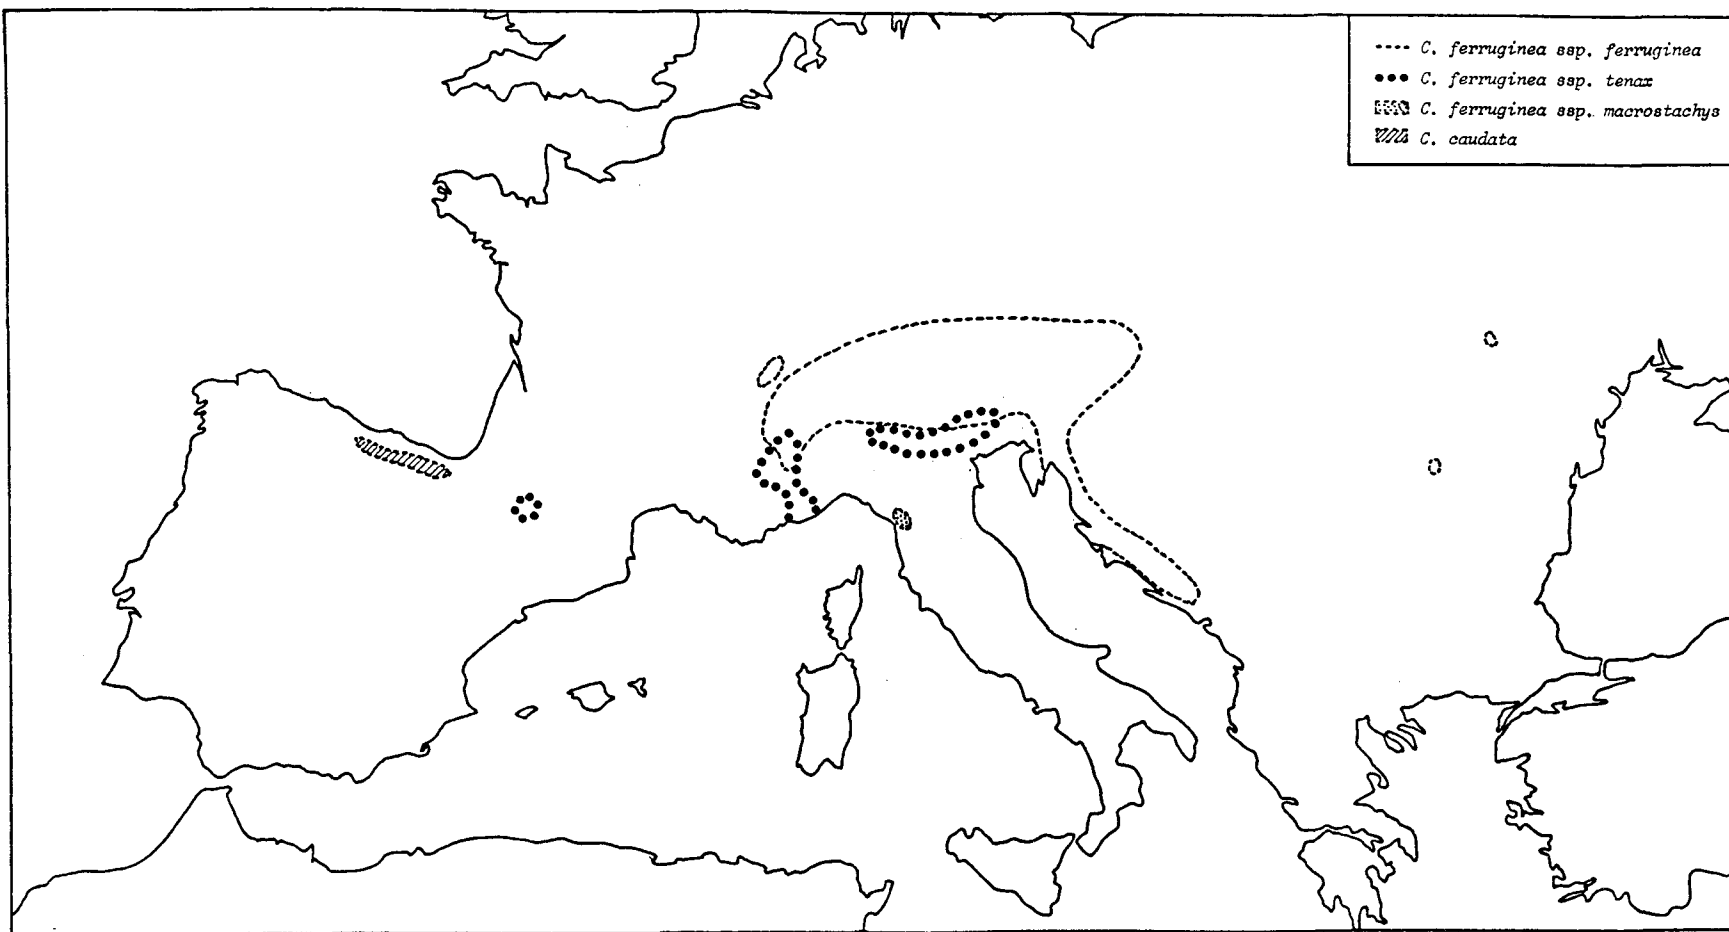 C. ferruginea ssp. ferruginea
C. ferruginea ssp. tenax
C. ferruginea ssp. macrostachys
C. caudata